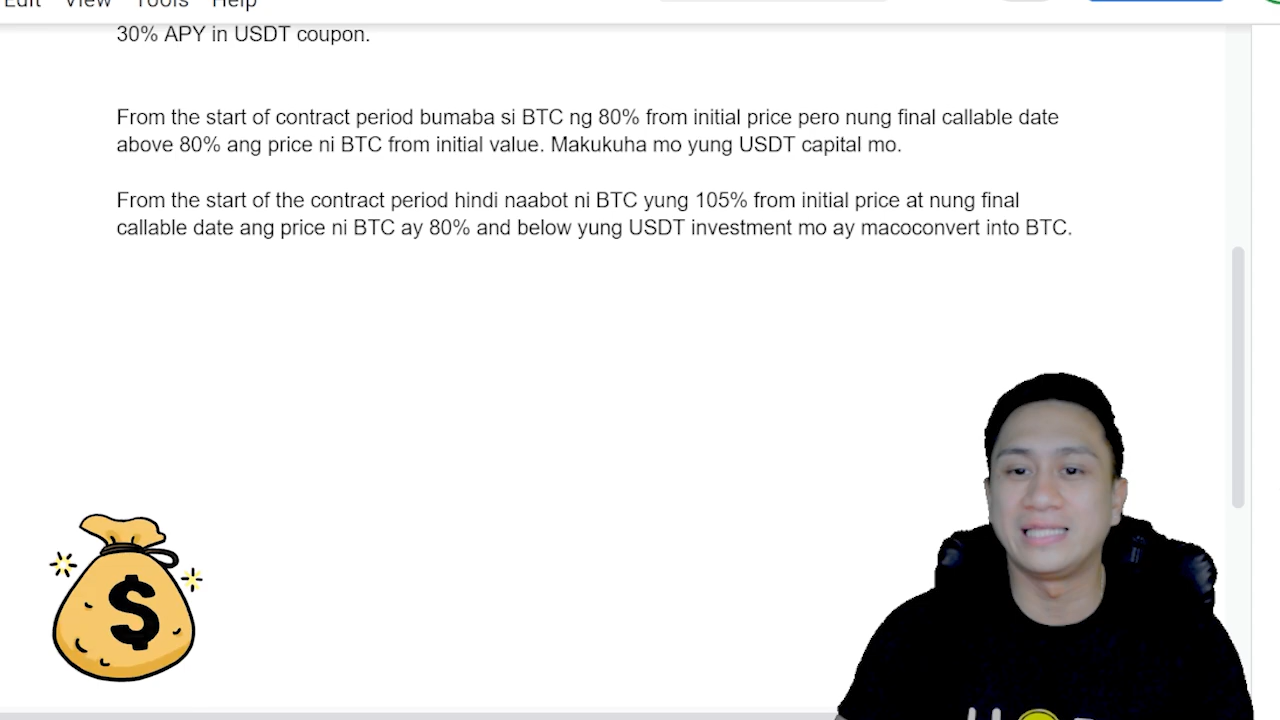 Edit View Tools Help
30% APY in USDT coupon.
From the start of contract period bumaba si BTC ng 80% from initial price pero nung final callable date
above 80% ang price ni BTC from initial value. Makukuha mo yung USDT capital mo.
From the start of the contract period hindi naabot ni BTC yung 105% from initial price at nung final
callable date ang price ni BTC ay 80% and below yung USDT investment mo ay macoconvert into BTC.
$